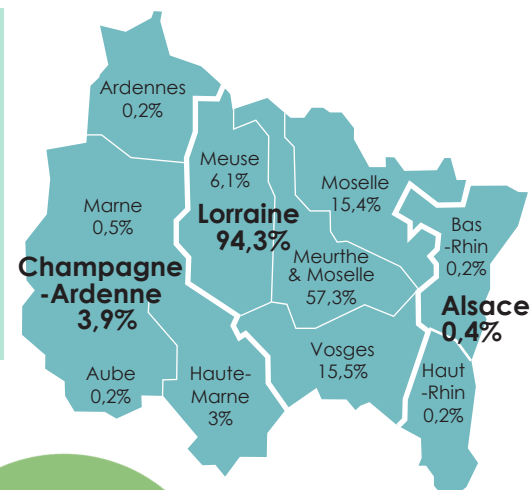 Ardennes
0,2%
Meuse
6,1%
Moselle
15,4%
Marne
0,5%
Lorraine
94,3%
Bas
-Rhin
0,2%
Meurthe
& Moselle
57,3%
Champagne
-Ardenne
3,9%
Alsace
0,4%
Vosges
15,5%
Aube
0,2%
Haute-
Marne
3%
Haut
-Rhin
0,2%